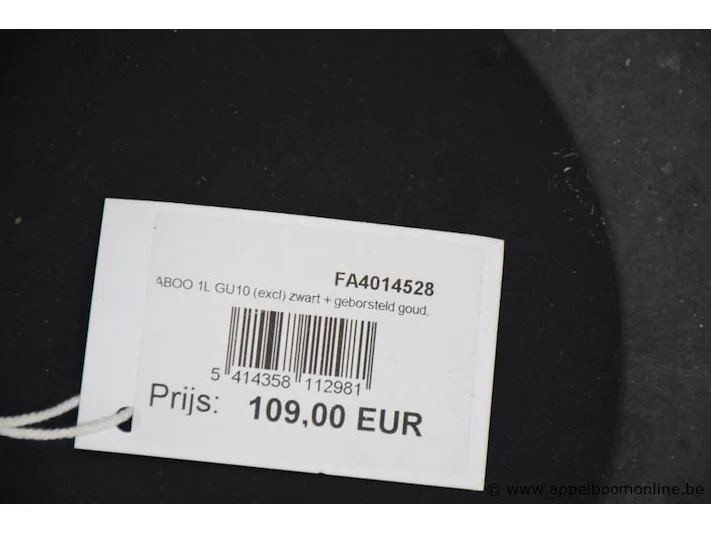 FA4014528
ABOO 1L GU10 (excl) zwart + geborsteld goud,
5 414358 112981
Prijs: 109,00 EUR
© www.appelboomonline.be